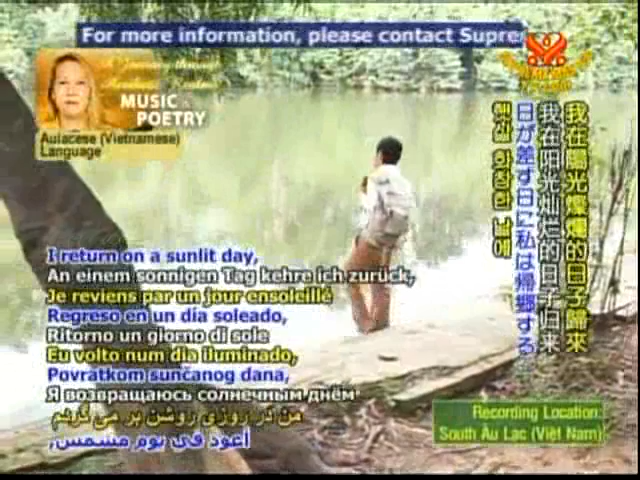 For more information, please contact Supre
MUSIC &
POETRY
Aulacese (Vietnamese)
Language
I return on a sunlit day,
An einem sonnigen Tag kehre ich zurück,
Je reviens par un jour ensoleillé
Regreso en un día soleado,
Ritorno un giorno di sole
Eu volto num dia iluminado,
Povratkom sunčanog dana,
Я возвращаюсь солнечным днём
من در روزی روشن بر می گردم
أعود في يوم مشمس،
我在陽光燦爛的日子歸來
我在阳光灿烂的日子归来
日が差す日に私は帰郷する
햇살 화창한 날에
Recording Location:
South Âu Lạc (Việt Nam)